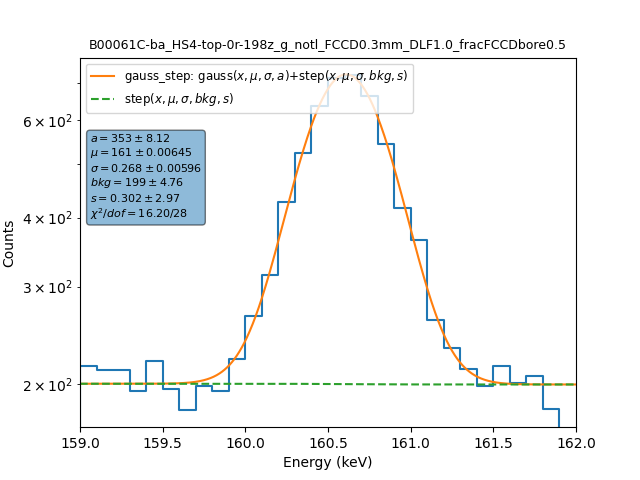 B00061C-ba_HS4-top-0r-198z_g_notl_FCCD0.3mm_DLF1.0_fracFCCDbore0.5
gauss_step: gauss(x, μ, σ, a)+step(x, μ, σ, bkg, s)
step(x, μ, σ, bkg, s)
a = 353 ± 8.12
μ = 161 ± 0.00645
σ = 0.268 ± 0.00596
bkg = 199 ± 4.76
s = 0.302 ± 2.97
χ²/dof = 16.20/28
6 × 10²
4 × 10²
3 × 10²
2 × 10²
Counts
159.0 159.5 160.0 160.5 161.0 161.5 162.0
Energy (keV)